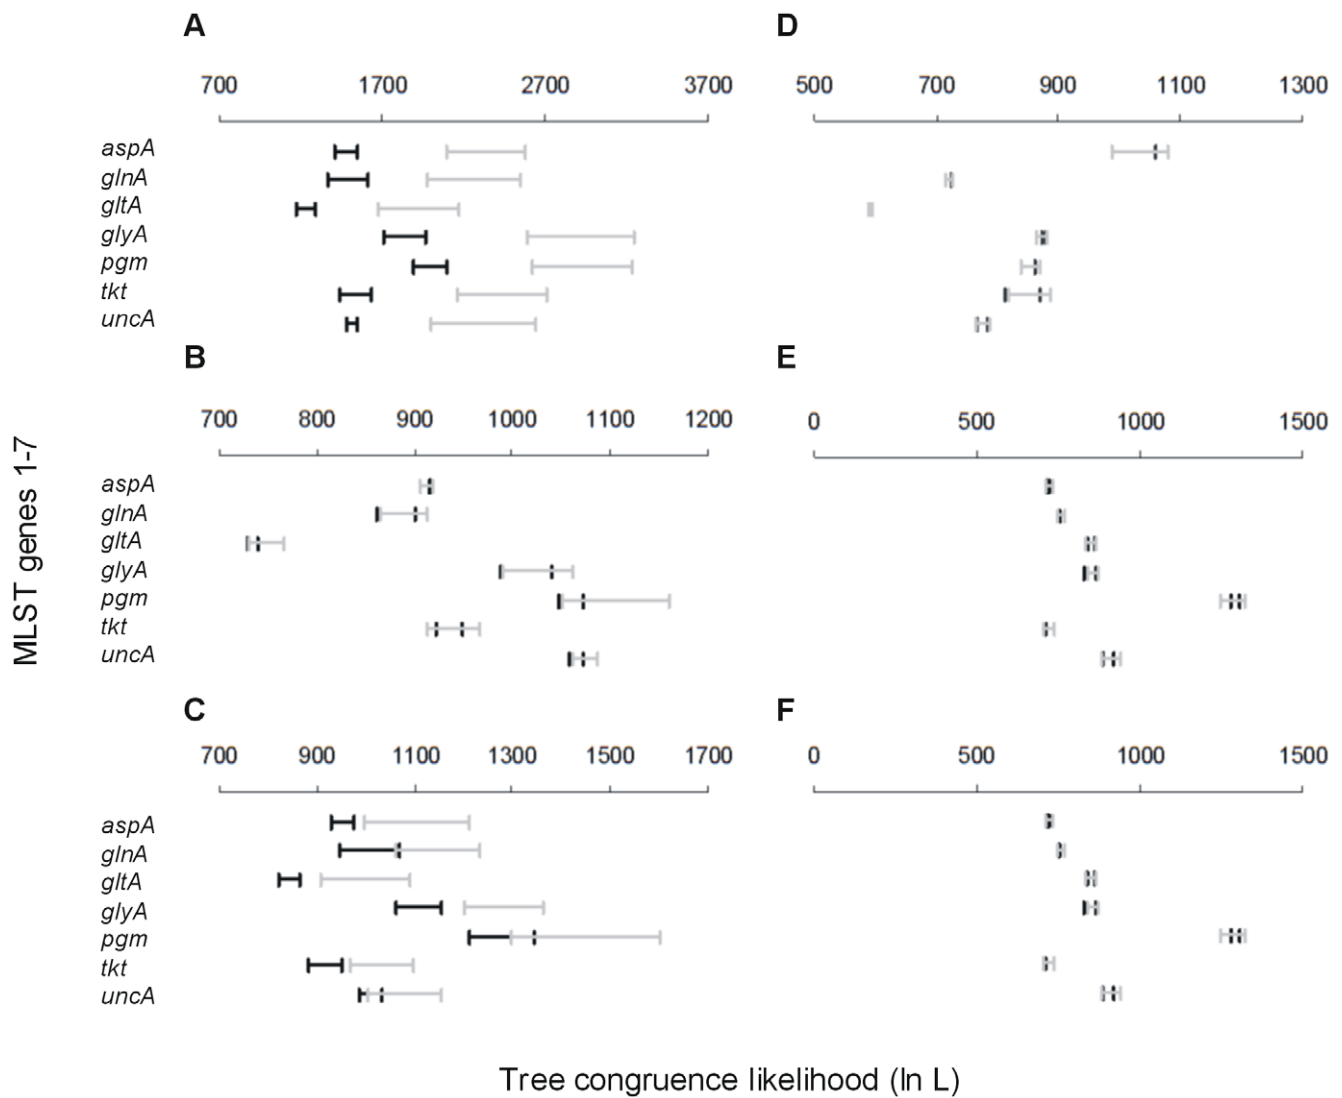 A
700 1700 2700 3700
aspA
glnA
gltA
glyA
pgm
tkt
uncA
D
500 700 900 1100 1300
B
700 800 900 1000 1100 1200
aspA
glnA
gltA
glyA
pgm
tkt
uncA
E
0 500 1000 1500
C
700 900 1100 1300 1500 1700
aspA
glnA
gltA
glyA
pgm
tkt
uncA
F
0 500 1000 1500
MLST genes 1-7
Tree congruence likelihood (ln L)